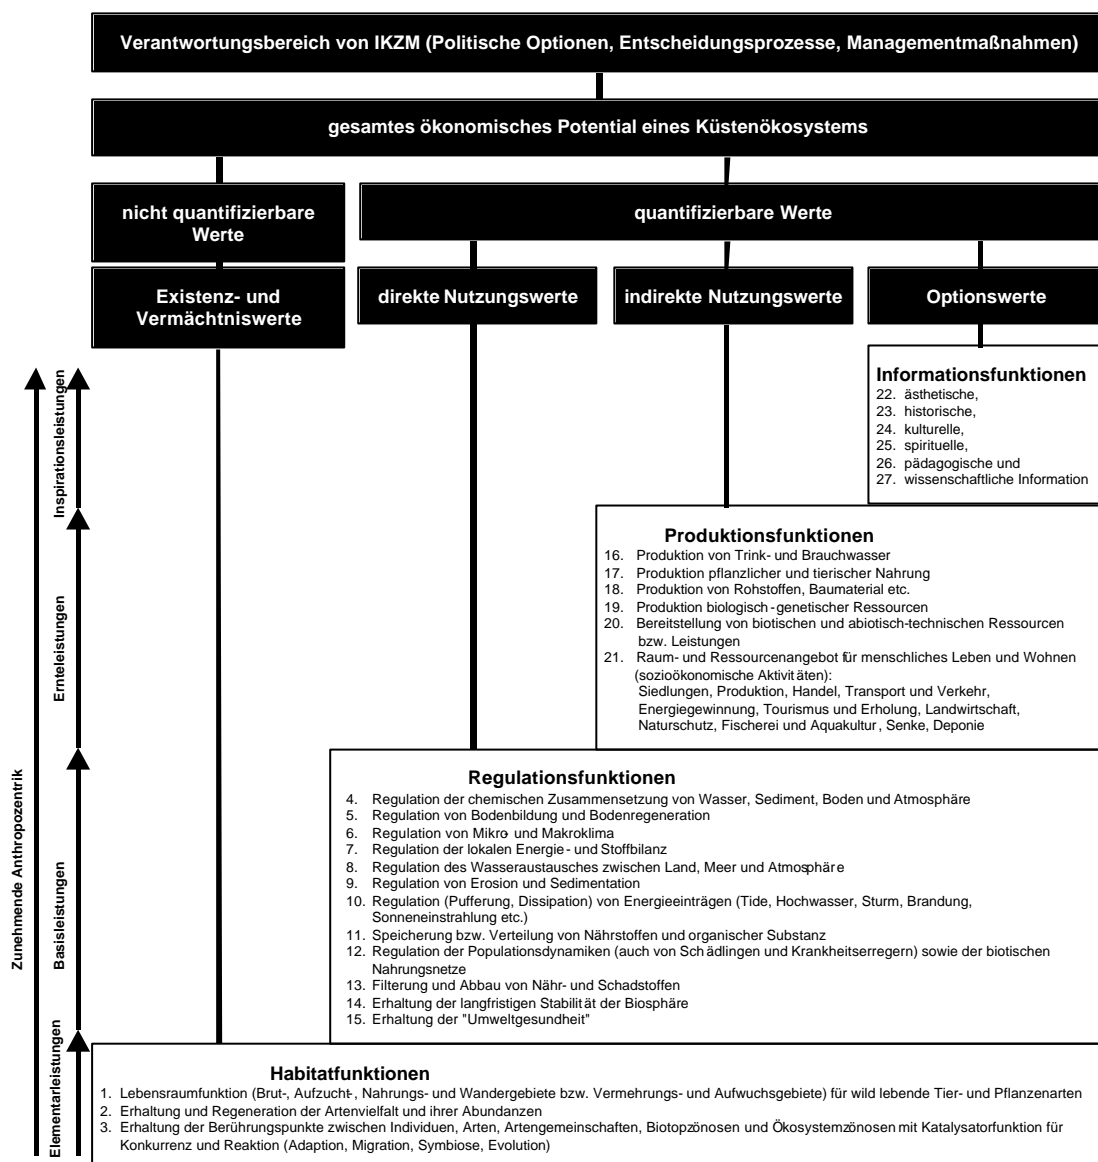 Verantwortungsbereich von IKZM (Politische Optionen, Entscheidungsprozesse, Managementmaßnahmen)
gesamtes ökonomisches Potential eines Küstenökosystems
nicht quantifizierbare
Werte
quantifizierbare Werte
Existenz- und
Vermächtniswerte
direkte Nutzungswerte
indirekte Nutzungswerte
Optionswerte
Zunehmende Anthropozentrik
Inspirationsleistungen
Ernteleistungen
Basisleistungen
Elementarleistungen
Informationsfunktionen
22. ästhetische,
23. historische,
24. kulturelle,
25. spirituelle,
26. pädagogische und
27. wissenschaftliche Information
Produktionsfunktionen
16. Produktion von Trink- und Brauchwasser
17. Produktion pflanzlicher und tierischer Nahrung
18. Produktion von Rohstoffen, Baumaterial etc.
19. Produktion biologisch-genetischer Ressourcen
20. Bereitstellung von biotischen und abiotisch-technischen Ressourcen
bzw. Leistungen
21. Raum- und Ressourcenangebot für menschliches Leben und Wohnen
(sozioökonomische Aktivitäten):
Siedlungen, Produktion, Handel, Transport und Verkehr,
Energiegewinnung, Tourismus und Erholung, Landwirtschaft,
Naturschutz, Fischerei und Aquakultur, Senke, Deponie
Regulationsfunktionen
4. Regulation der chemischen Zusammensetzung von Wasser, Sediment, Boden und Atmosphäre
5. Regulation von Bodenbildung und Bodenregeneration
6. Regulation von Mikro- und Makroklima
7. Regulation der lokalen Energie- und Stoffbilanz
8. Regulation des Wasseraustausches zwischen Land, Meer und Atmosphäre
9. Regulation von Erosion und Sedimentation
10. Regulation (Pufferung, Dissipation) von Energieeinträgen (Tide, Hochwasser, Sturm, Brandung,
Sonneneinstrahlung etc.)
11. Speicherung bzw. Verteilung von Nährstoffen und organischer Substanz
12. Regulation der Populationsdynamiken (auch von Schädlingen und Krankheitserregern) sowie der biotischen
Nahrungsnetze
13. Filterung und Abbau von Nähr- und Schadstoffen
14. Erhaltung der langfristigen Stabilität der Biosphäre
15. Erhaltung der "Umweltgesundheit"
Habitatfunktionen
1. Lebensraumfunktion (Brut-, Aufzucht-, Nahrungs- und Wandergebiete bzw. Vermehrungs- und Aufwuchsgebiete) für wild lebende Tier- und Pflanzenarten
2. Erhaltung und Regeneration der Artenvielfalt und ihrer Abundanzen
3. Erhaltung der Berührungspunkte zwischen Individuen, Arten, Artengemeinschaften, Biotopzönosen und Ökosystemzönosen mit Katalysatorfunktion für
Konkurrenz und Reaktion (Adaption, Migration, Symbiose, Evolution)